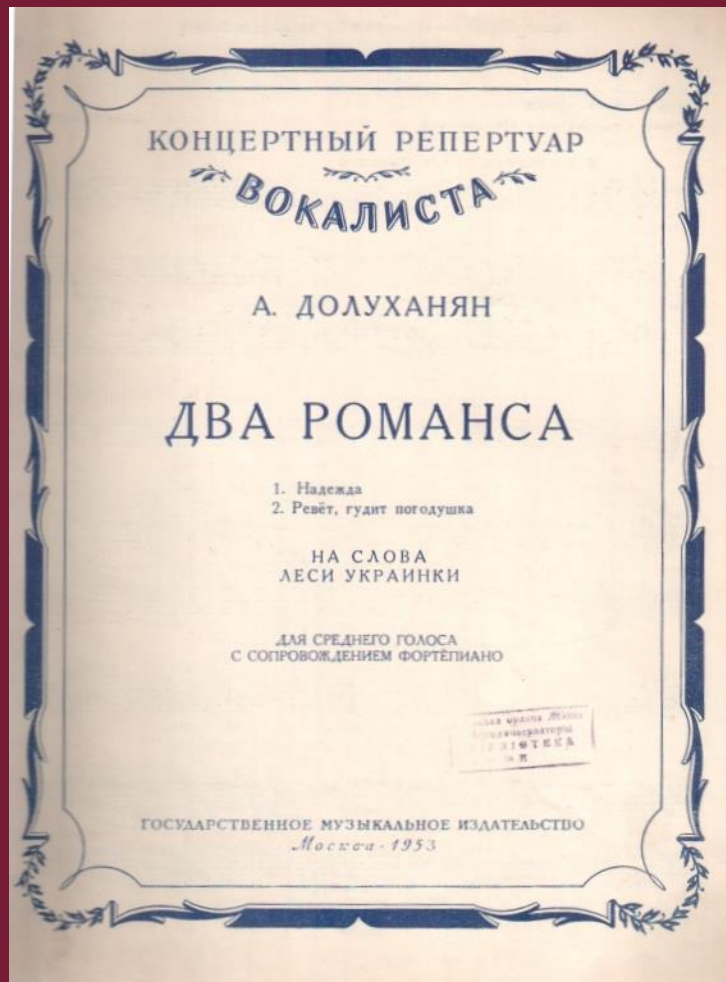 КОНЦЕРТНЫЙ РЕПЕРТУАР
ВОКАЛИСТА
А. ДОЛУХАНЯН
ДВА РОМАНСА
1. Надежда
2. Ревёт, гудит погодушка
НА СЛОВА
ЛЕСИ УКРАИНКИ
ДЛЯ СРЕДНЕГО ГОЛОСА
С СОПРОВОЖДЕНИЕМ ФОРТЕПИАНО
ГОСУДАРСТВЕННОЕ МУЗЫКАЛЬНОЕ ИЗДАТЕЛЬСТВО
Москва - 1953